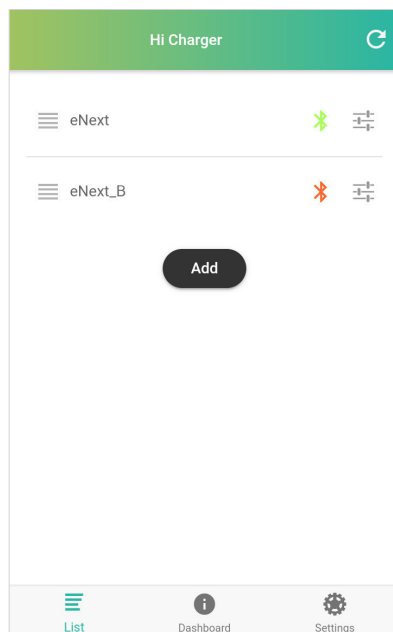 Hi Charger
eNext
eNext_B
Add
List
Dashboard
Settings